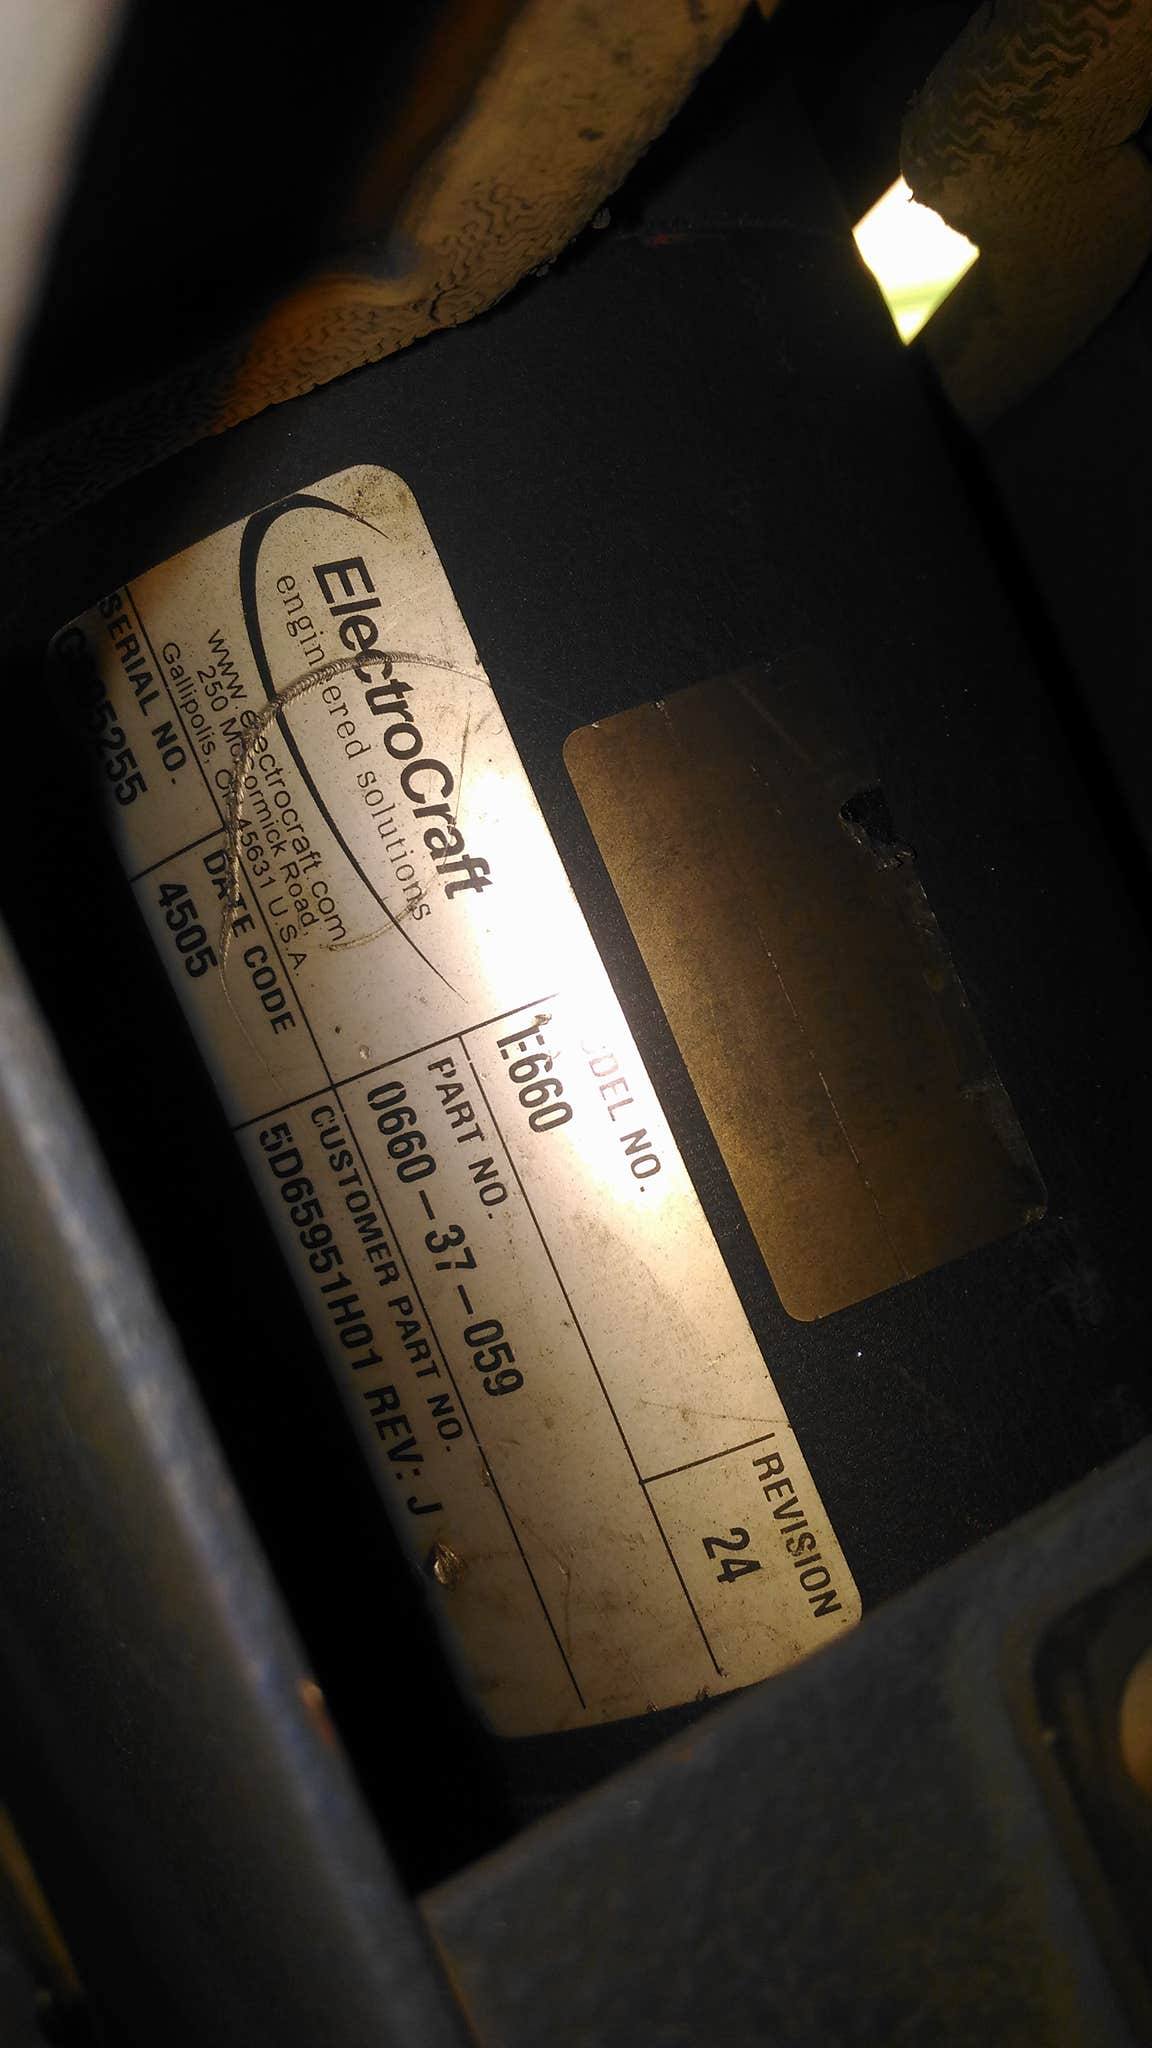 ElectroCraft
engineered solutions
www.electrocraft.com
250 McCormick Road,
Gallipolis, OH 45631 U.S.A.
MODEL NO.
E660
REVISION
24
PART NO.
0660-37-059
SERIAL NO.
DATE CODE
4505
CUSTOMER PART NO.
5D65951H01 REV: J